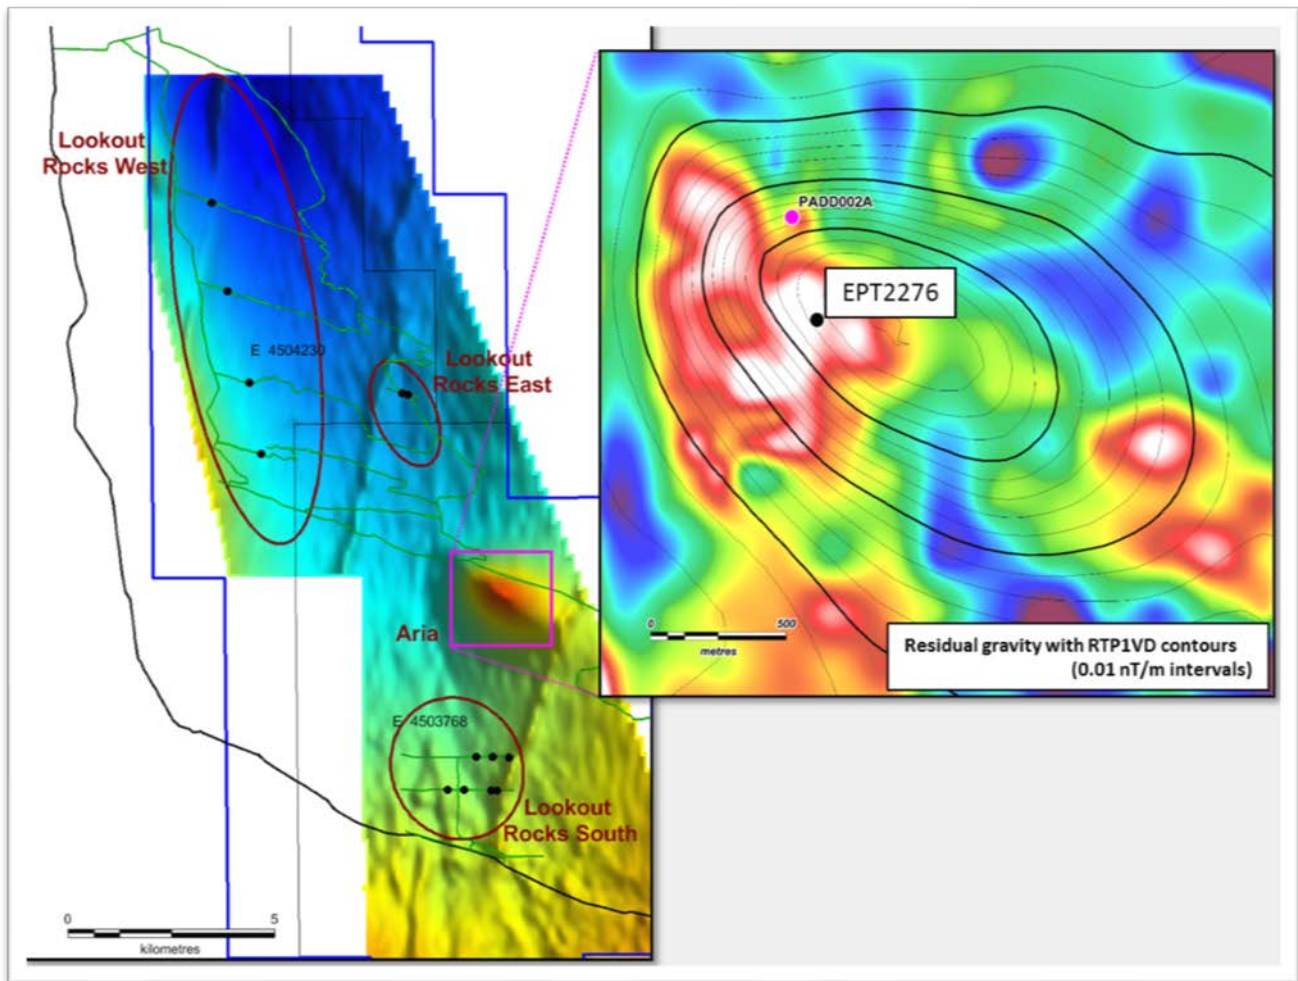 Lookout
Rocks West
E 4504230
Lookout
Rocks East
Aria
E 4503768
Lookout
Rocks South
0 5
kilometres
PADD002A
EPT2276
0 500
metres
Residual gravity with RTP1VD contours
(0.01 nT/m intervals)